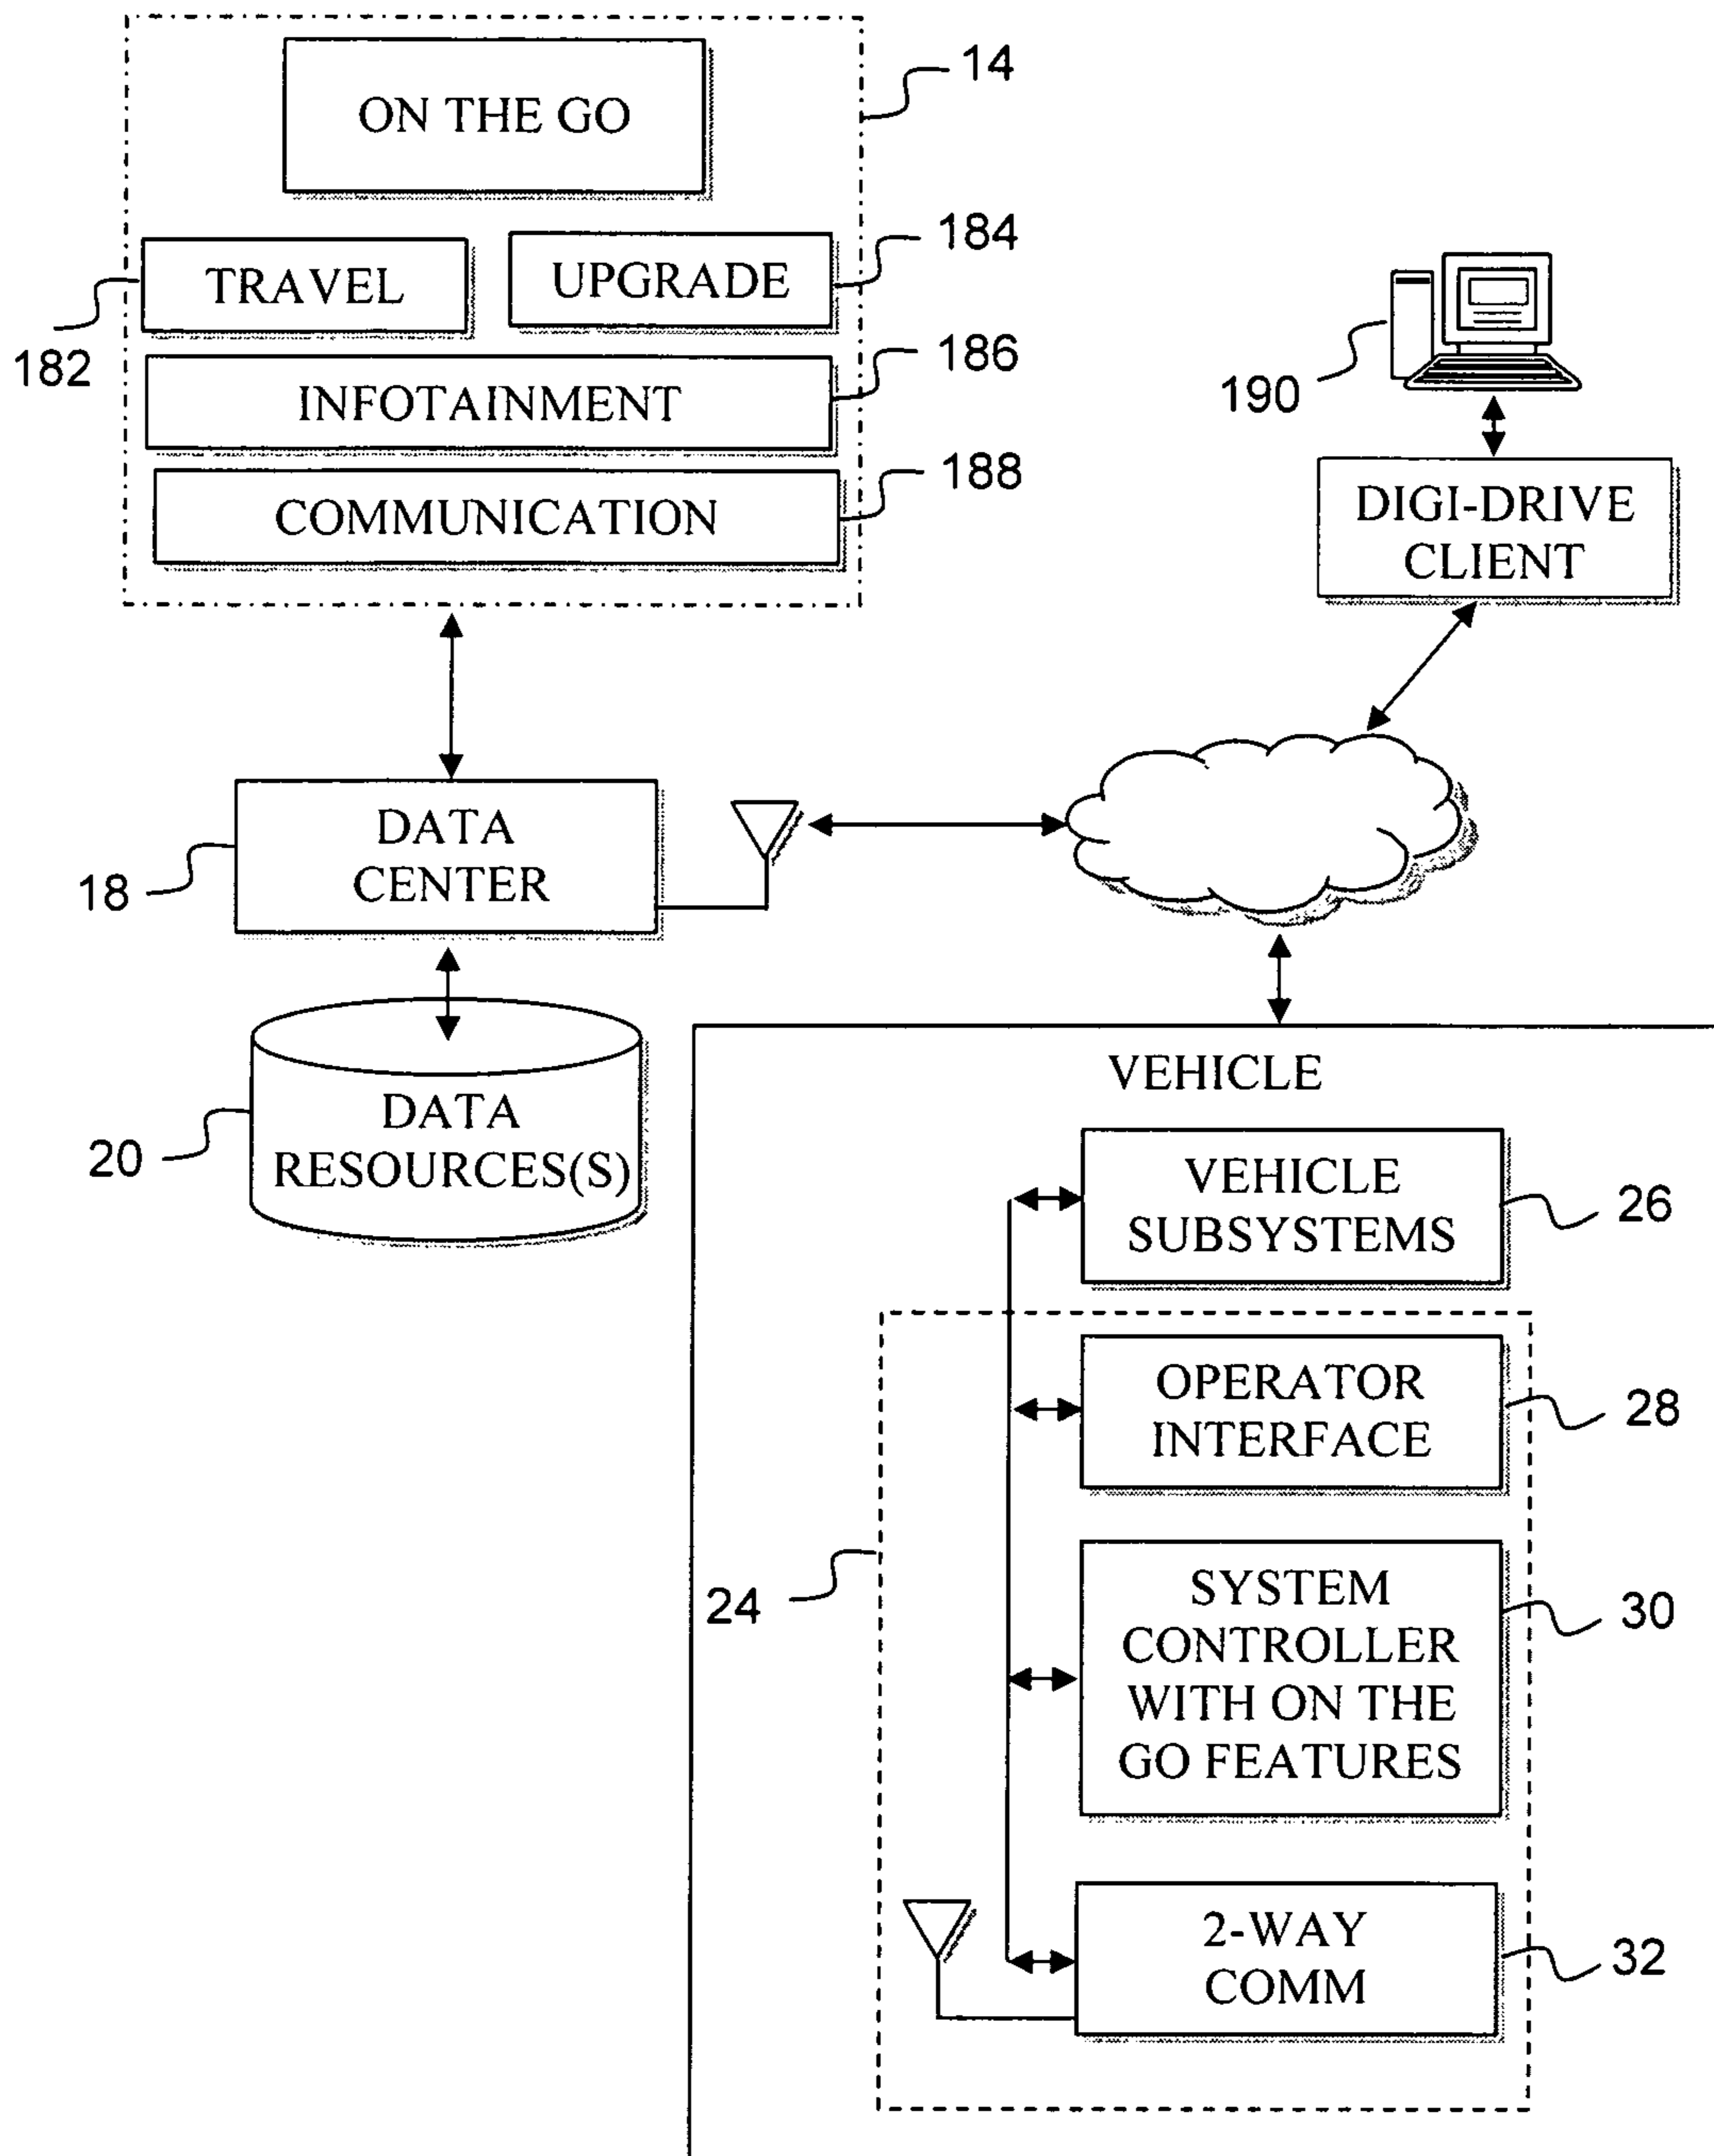 ON THE GO
14
TRAVEL
UPGRADE
184
182
INFOTAINMENT
186
COMMUNICATION
188
190
DIGI-DRIVE
CLIENT
DATA
CENTER
18
DATA
RESOURCES(S)
20
VEHICLE
VEHICLE
SUBSYSTEMS
26
OPERATOR
INTERFACE
28
24
SYSTEM
CONTROLLER
WITH ON THE
GO FEATURES
30
2-WAY
COMM
32